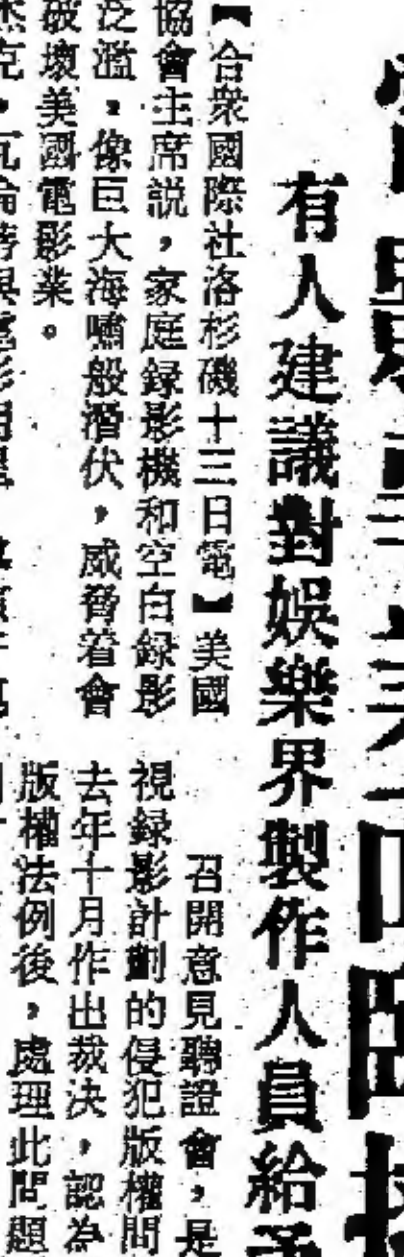 有人建議對娛樂界製作人員給予
【合衆國際社洛杉磯十三日電】美國
協會主席説，家庭録影機和空白録影
泛濫，像巨大海嘯般潛伏，威脅着會
破壞美國電影業。
召開意見聽證會，是
視録影計劃的侵犯版權問
去年十月作出裁決，認為
版權法例後，處理此問題